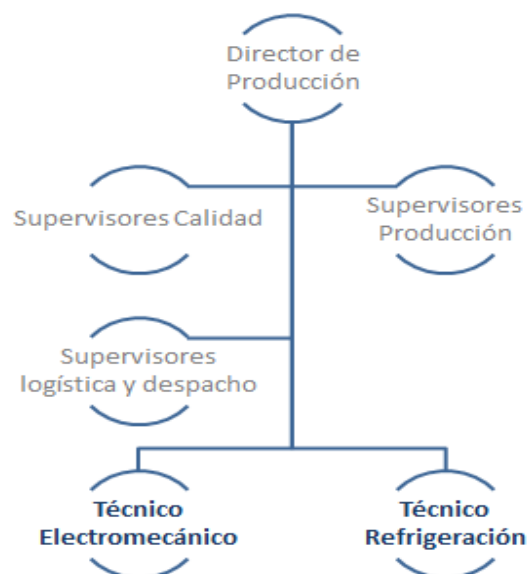 Director de
Producción
Supervisores Calidad
Supervisores
Producción
Supervisores
logística y despacho
Técnico
Electromecánico
Técnico
Refrigeración